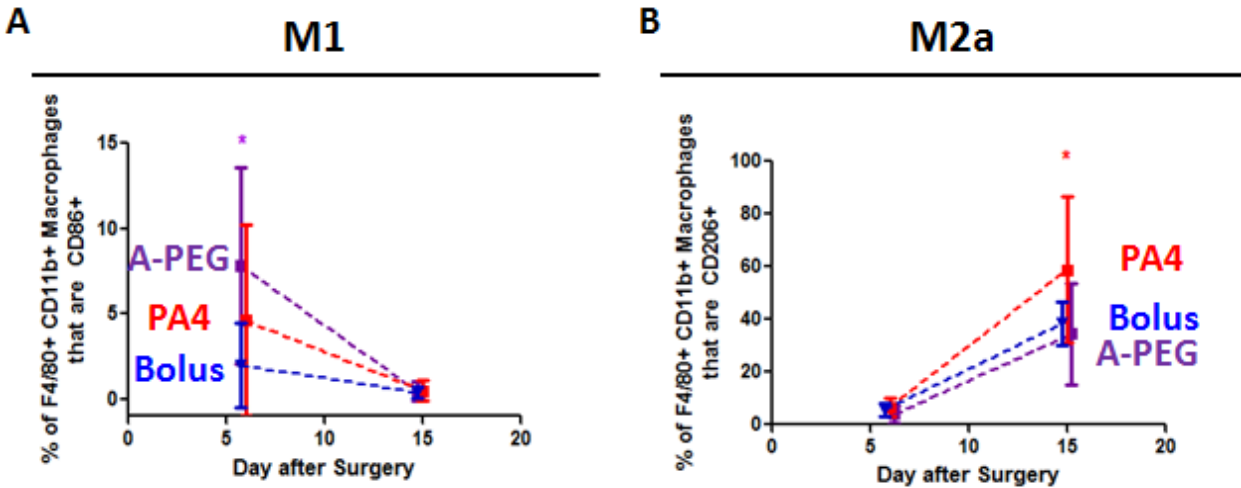 A
M1
% of F4/80+ CD11b+ Macrophages
that are CD86+
15
10
5
0
*
A-PEG
PA4
Bolus
0 5 10 15 20
Day after Surgery
B
M2a
% of F4/80+ CD11b+ Macrophages
that are CD206+
100
80
60
40
20
0
*
PA4
Bolus
A-PEG
0 5 10 15 20
Day after Surgery